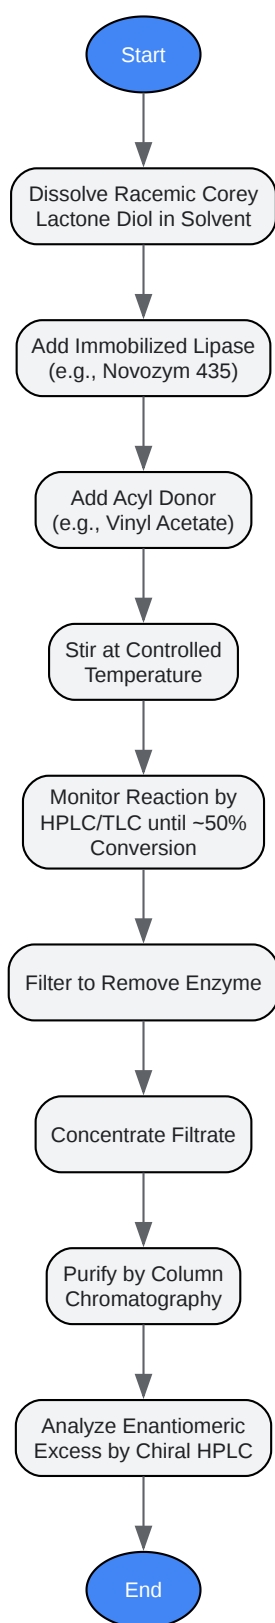 Start
Dissolve Racemic Corey
Lactone Diol in Solvent
Add Immobilized Lipase
(e.g., Novozym 435)
Add Acyl Donor
(e.g., Vinyl Acetate)
Stir at Controlled
Temperature
Monitor Reaction by
HPLC/TLC until ~50%
Conversion
Filter to Remove Enzyme
Concentrate Filtrate
Purify by Column
Chromatography
Analyze Enantiomeric
Excess by Chiral HPLC
End